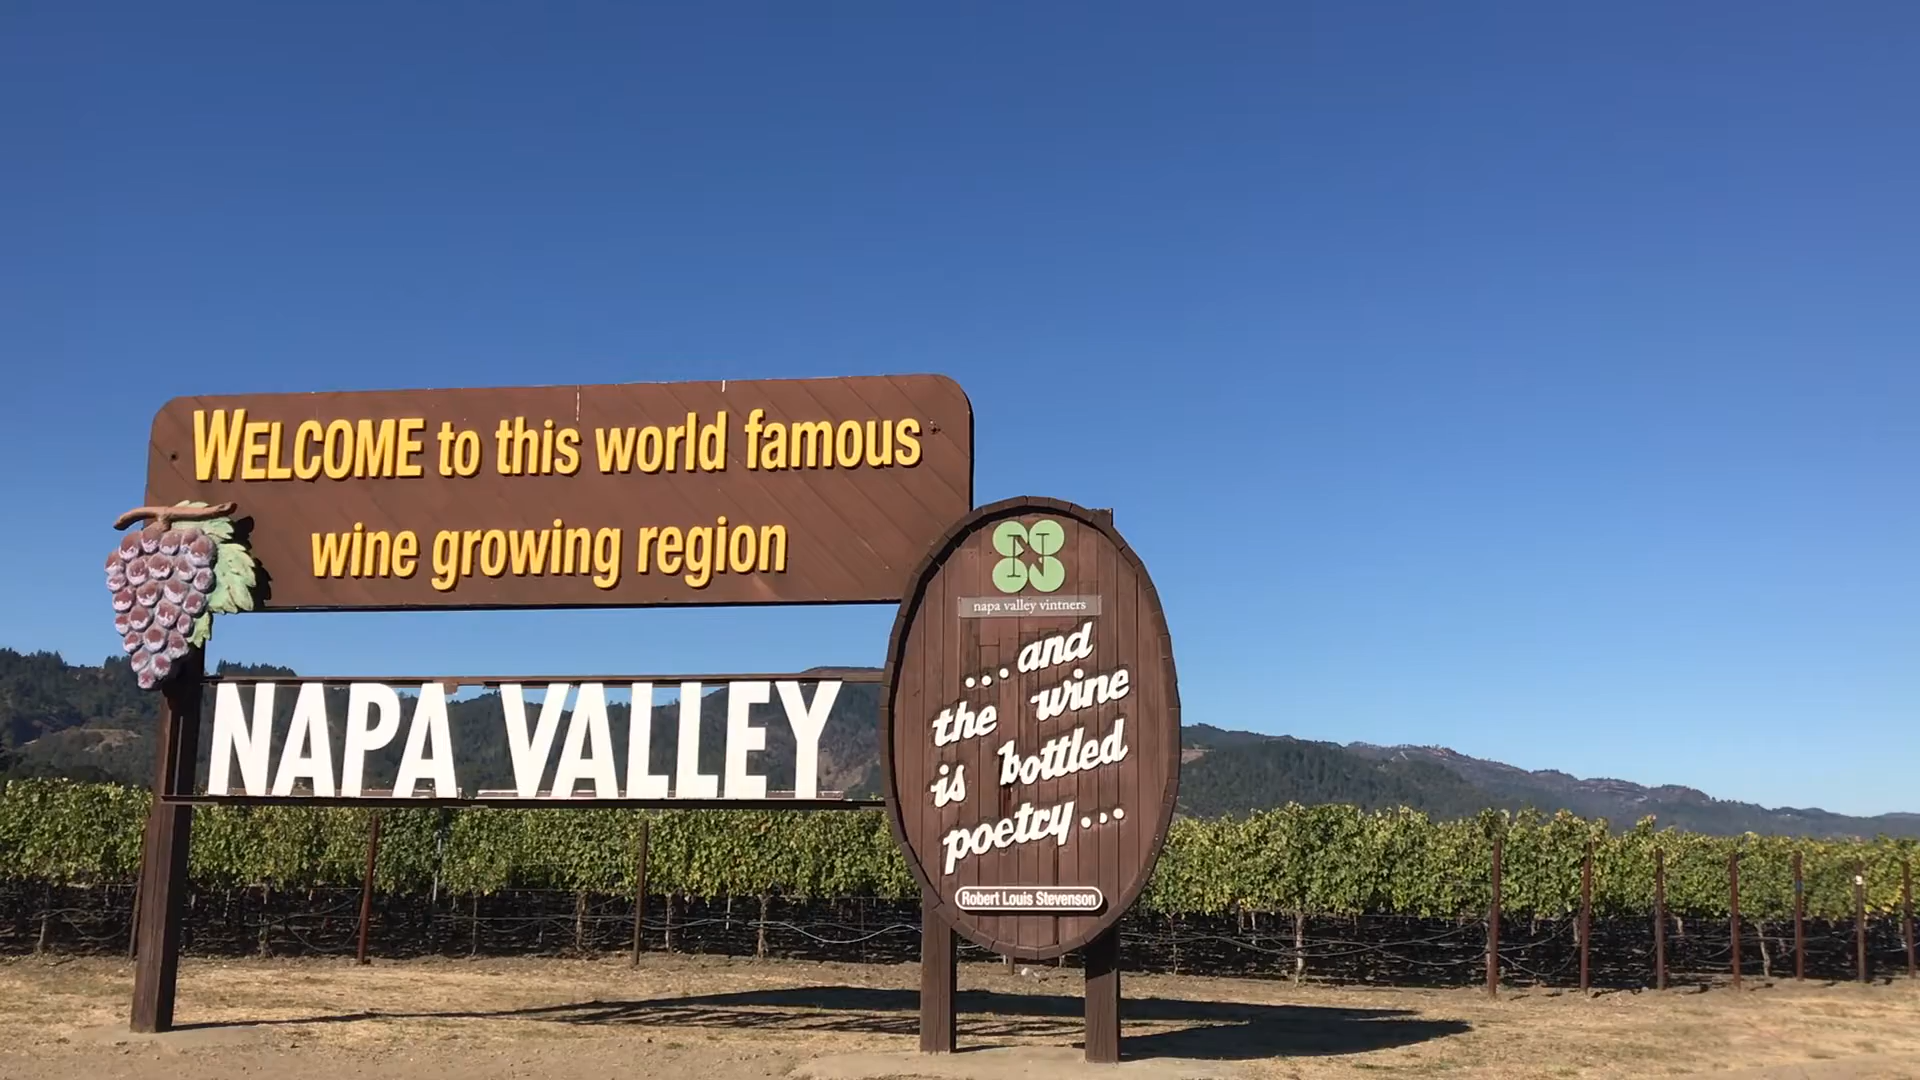 WELCOME to this world famous
wine growing region
NAPA VALLEY
N
napa valley vintners
...and
the wine
is bottled
poetry...
Robert Louis Stevenson